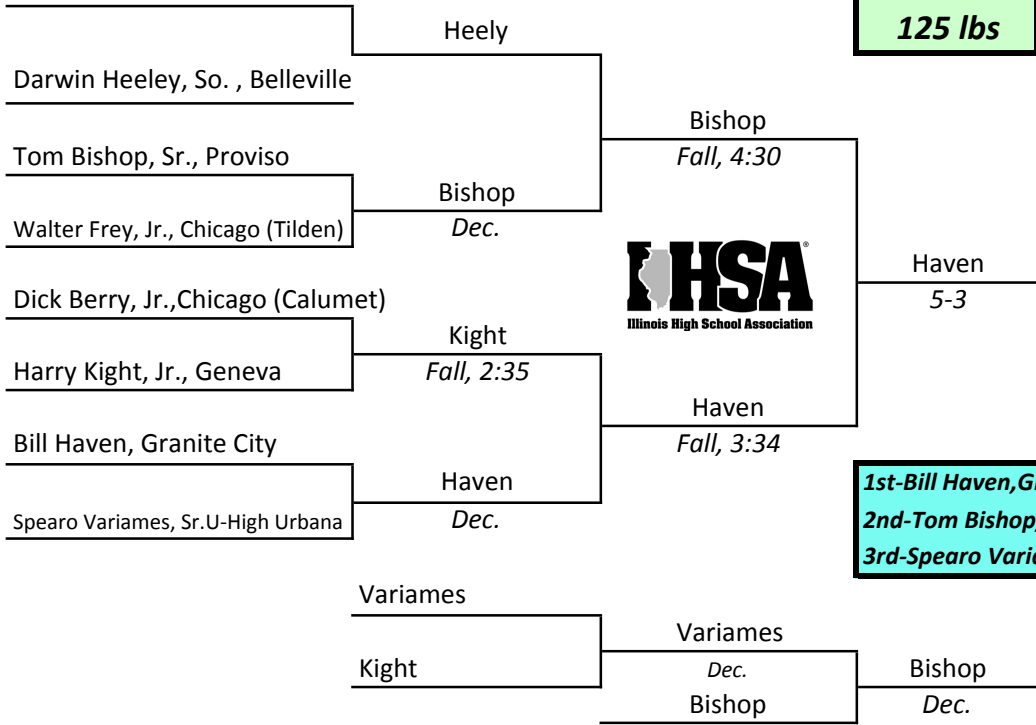 125 lbs
Heely
Darwin Heeley, So. , Belleville
Bishop
Tom Bishop, Sr., Proviso
Fall, 4:30
Bishop
Walter Frey, Jr., Chicago (Tilden)
Dec.
IHSA
®
Illinois High School Association
Haven
5-3
Dick Berry, Jr.,Chicago (Calumet)
Kight
Harry Kight, Jr., Geneva
Fall, 2:35
Haven
Bill Haven, Granite City
Fall, 3:34
Haven
Spearo Variames, Sr.U-High Urbana
Dec.
1st-Bill Haven,
2nd-Tom Bishop,
3rd-Spearo
Variames
Variames
Kight
Dec.
Bishop
Bishop
Dec.